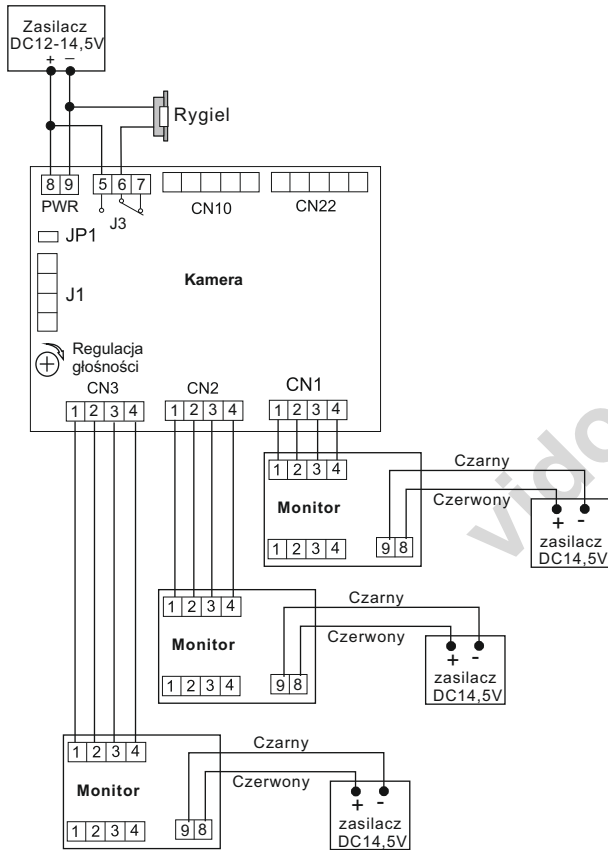 Zasilacz
DC12-14,5V
+ –
Rygiel
8 9 5 6 7
PWR J3 CN10 CN22
JP1
J1
Kamera
Regulacja
głośności
CN3 CN2 CN1
1 2 3 4 1 2 3 4 1 2 3 4
1 2 3 4
Czarny
Monitor
Czerwony
1 2 3 4 9 8
+ -
zasilacz
DC14,5V
1 2 3 4
Czarny
Monitor
Czerwony
1 2 3 4 9 8
+ -
zasilacz
DC14,5V
1 2 3 4
Czarny
Monitor
Czerwony
1 2 3 4 9 8
+ -
zasilacz
DC14,5V
vido